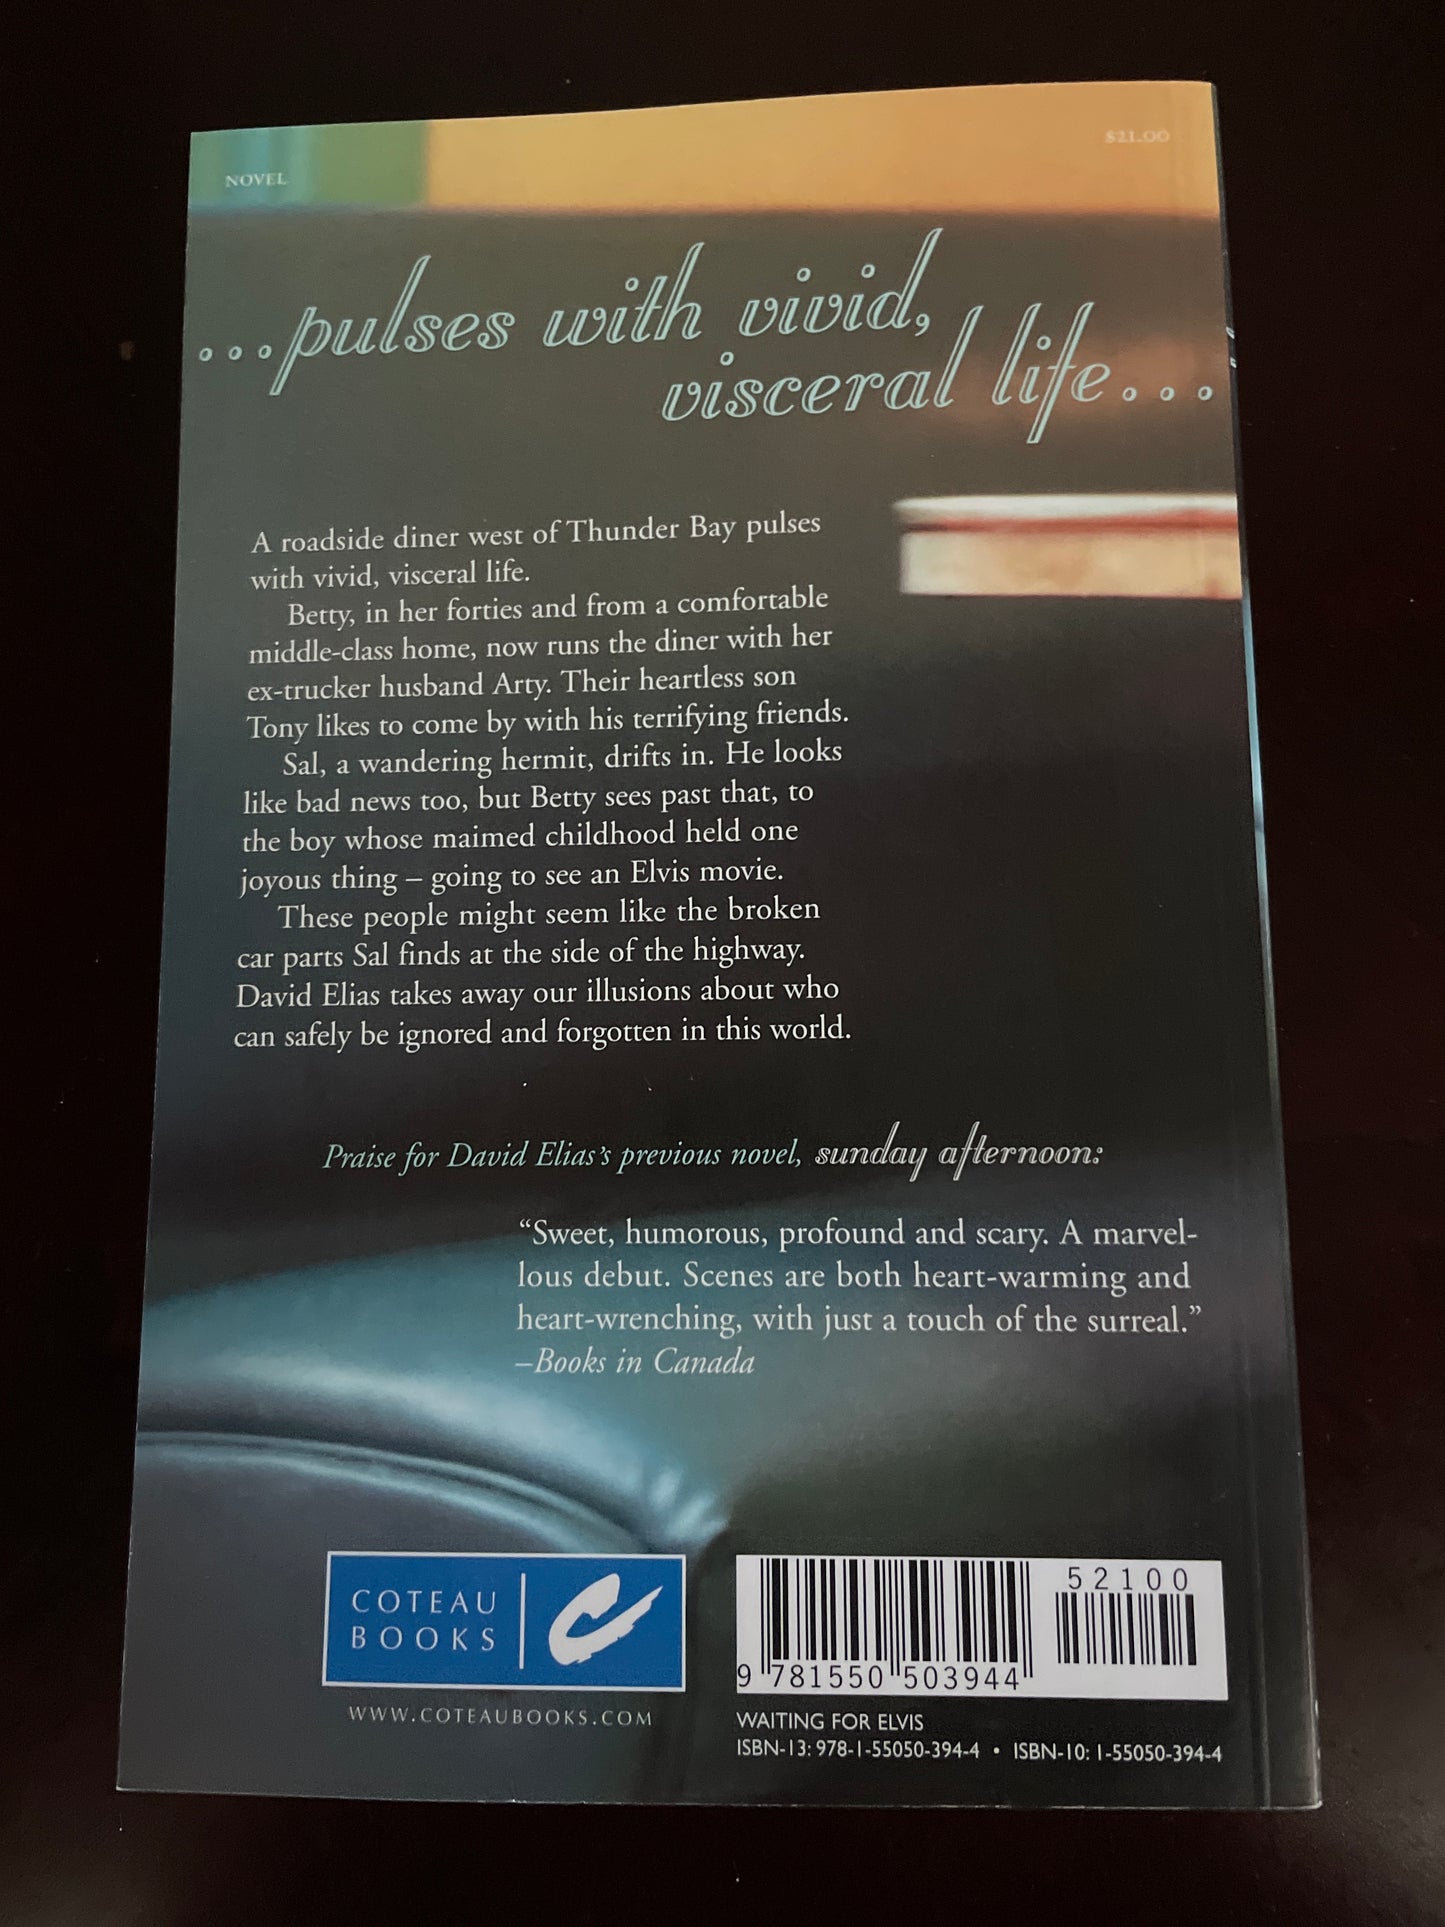 NOVEL
$21.00
...pulses with vivid,
visceral life...
A roadside diner west of Thunder Bay pulses
with vivid, visceral life.
Betty, in her forties and from a comfortable
middle-class home, now runs the diner with her
ex-trucker husband Arty. Their heartless son
Tony likes to come by with his terrifying friends.
Sal, a wandering hermit, drifts in. He looks
like bad news too, but Betty sees past that, to
the boy whose maimed childhood held one
joyous thing – going to see an Elvis movie.
These people might seem like the broken
car parts Sal finds at the side of the highway.
David Elias takes away our illusions about who
can safely be ignored and forgotten in this world.
Praise for David Elias's previous novel, sunday afternoon:
“Sweet, humorous, profound and scary. A marvel-
lous debut. Scenes are both heart-warming and
heart-wrenching, with just a touch of the surreal.”
–Books in Canada
COTEAU
BOOKS
WWW.COTEAUBOOKS.COM
52100
9 781550 503944
WAITING FOR ELVIS
ISBN-13: 978-1-55050-394-4 • ISBN-10: 1-55050-394-4